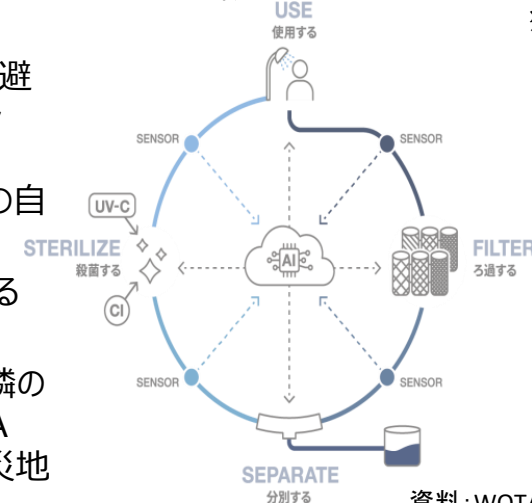 USE
使用する
避
SENSOR
SENSOR
の自
UV-C
STERILIZE
殺菌する
AI
FILTER
ろ過する
る
CI
隣の
SENSOR
SENSOR
A
災地
SEPARATE
分別する
資料:WOTA